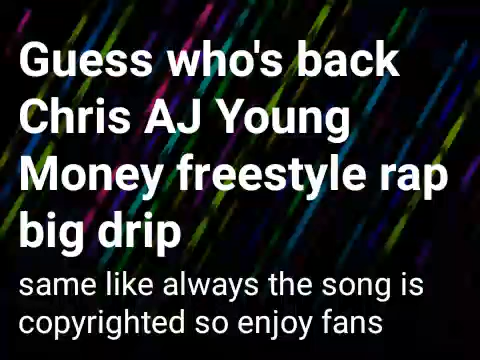 Guess who's back
Chris AJ Young
Money freestyle rap
big drip
same like always the song is
copyrighted so enjoy fans